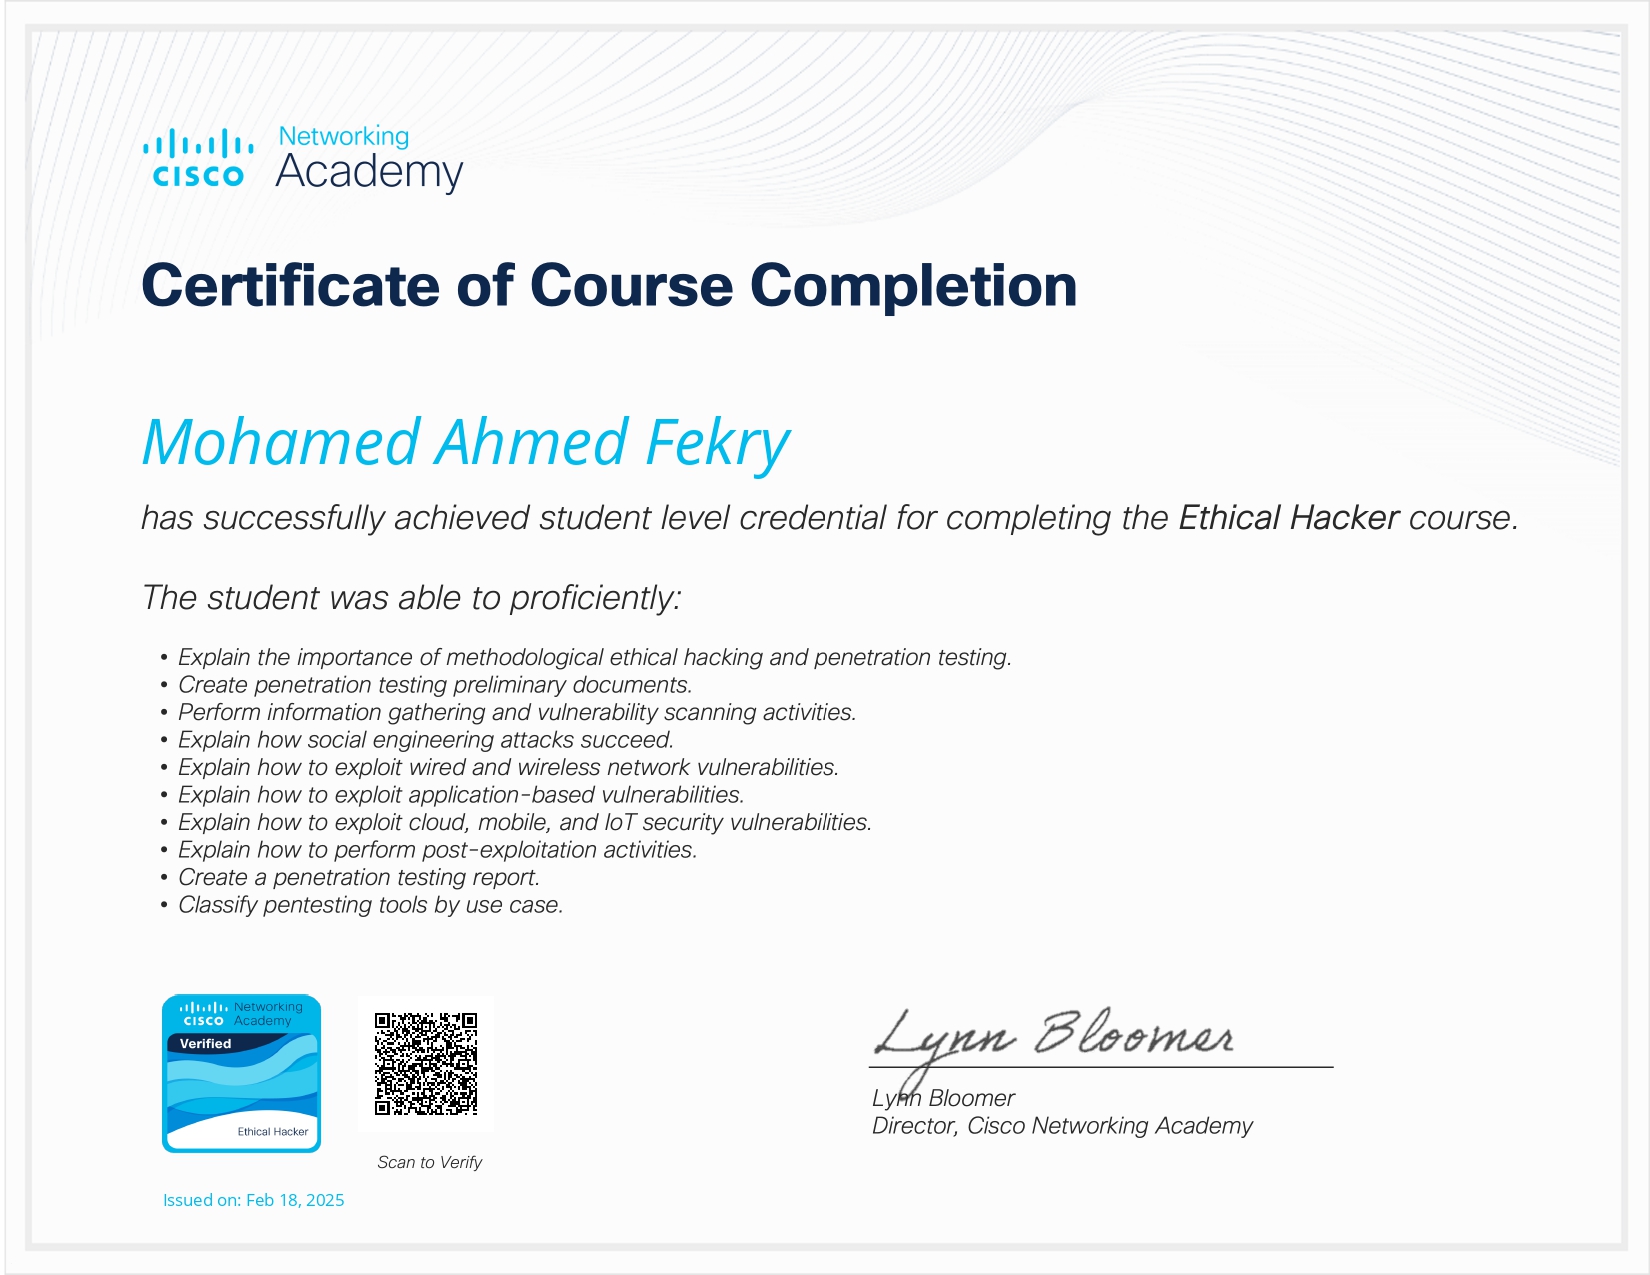 Networking
CISCO Academy
Certificate of Course Completion
Mohamed Ahmed Fekry
has successfully achieved student level credential for completing the Ethical Hacker course.
The student was able to proficiently:
• Explain the importance of methodological ethical hacking and penetration testing.
• Create penetration testing preliminary documents.
• Perform information gathering and vulnerability scanning activities.
• Explain how social engineering attacks succeed.
• Explain how to exploit wired and wireless network vulnerabilities.
• Explain how to exploit application-based vulnerabilities.
• Explain how to exploit cloud, mobile, and IoT security vulnerabilities.
• Explain how to perform post-exploitation activities.
• Create a penetration testing report.
• Classify pentesting tools by use case.
Networking
CISCO Academy
Verified
Ethical Hacker
Scan to Verify
Issued on: Feb 18, 2025
Lynn Bloomer
Lynn Bloomer
Director, Cisco Networking Academy